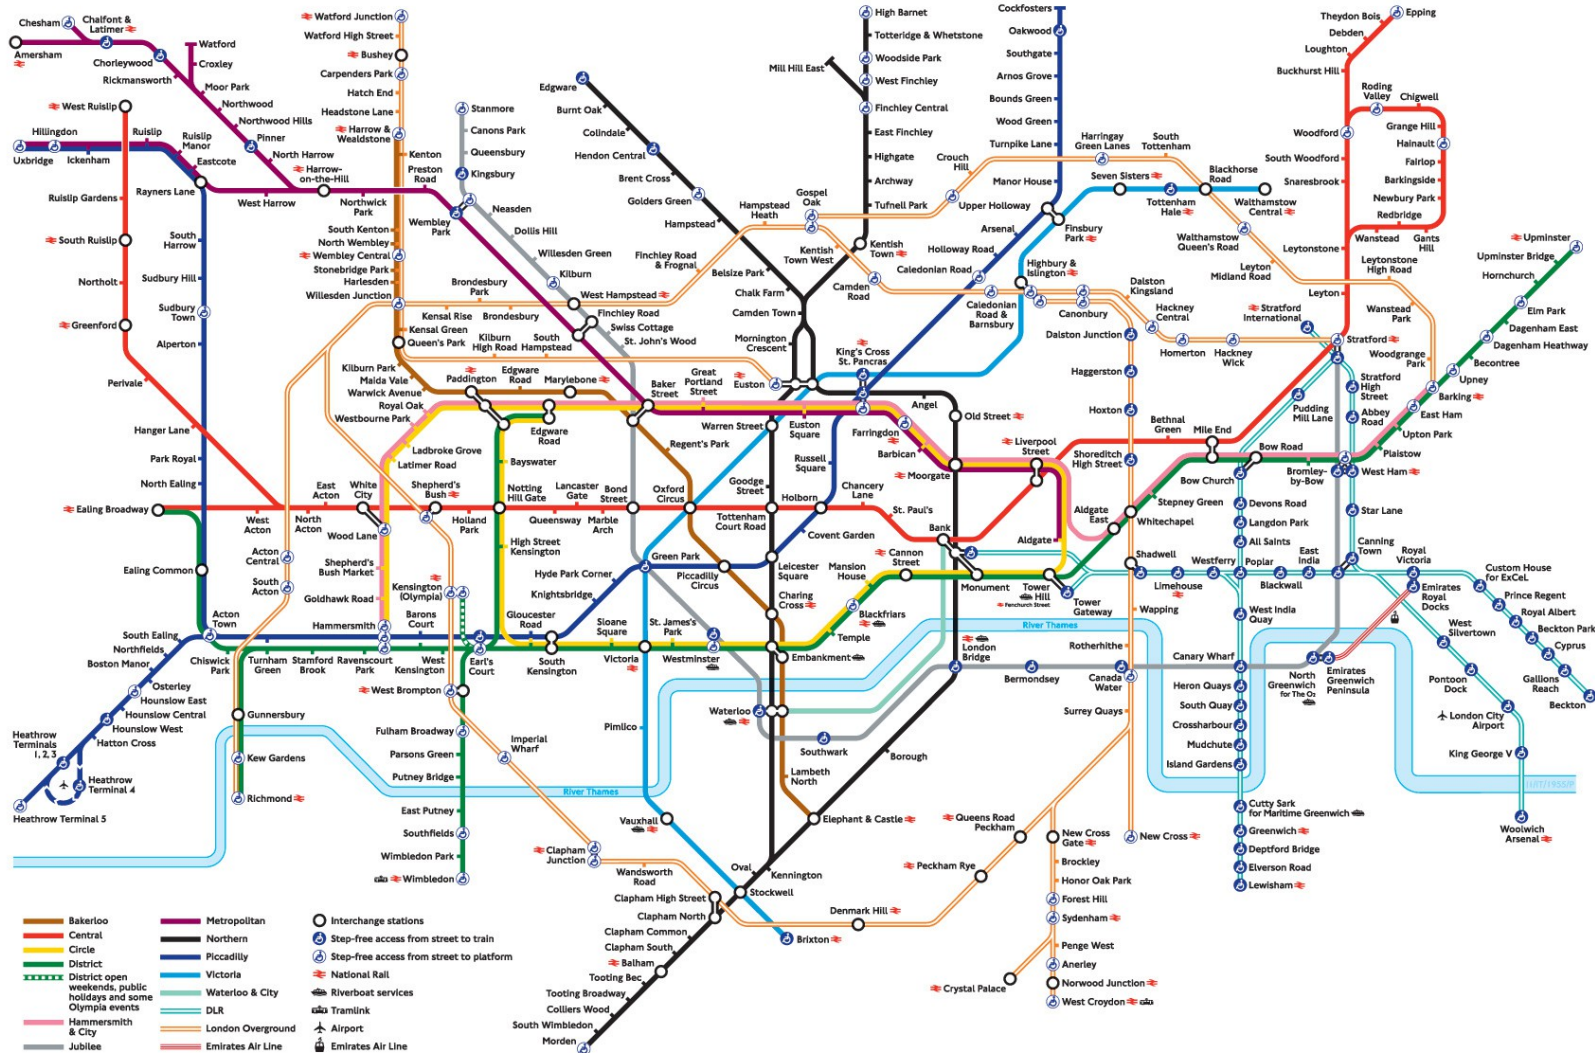 Chesham
Chalfont &
Latimer
Amersham
Chorleywood
Rickmansworth
Watford
Croxley
Moor Park
Northwood
Northwood Hills
Pinner
North Harrow
Harrow-
on-the-Hill
West Ruislip
Hillingdon
Uxbridge
Ickenham
Ruislip
Ruislip
Manor
Eastcote
Rayners Lane
West Harrow
Northwick
Park
Preston
Road
Wembley
Park
Ruislip Gardens
South Ruislip
Northolt
Greenford
Perivale
Hanger Lane
South
Harrow
Sudbury Hill
Sudbury
Town
Alperton
Park Royal
North Ealing
Ealing Broadway
Ealing Common
West
Acton
North
Acton
East
Acton
White
City
Wood Lane
Shepherd's
Bush
Shepherd's
Bush Market
Goldhawk Road
Hammersmith
Acton
Central
South
Acton
Acton
Town
South Ealing
Northfields
Boston Manor
Osterley
Hounslow East
Hounslow Central
Hounslow West
Hatton Cross
Heathrow
Terminals
1, 2, 3
Heathrow
Terminal 4
Heathrow Terminal 5
Chiswick
Park
Turnham
Green
Stamford
Brook
Ravenscourt
Park
Barons
Court
West
Kensington
Gunnersbury
Kew Gardens
Richmond
Watford Junction
Watford High Street
Bushey
Carpenders Park
Hatch End
Headstone Lane
Harrow &
Wealdstone
Kenton
South Kenton
North Wembley
Wembley Central
Stonebridge Park
Harlesden
Willesden Junction
Kensal Green
Queen's Park
Kilburn Park
Maida Vale
Warwick Avenue
Royal Oak
Westbourne Park
Ladbroke Grove
Latimer Road
Kensal Rise
Brondesbury
Park
Brondesbury
Kilburn
High Road
South
Hampstead
Stanmore
Canons Park
Queensbury
Kingsbury
Neasden
Dollis Hill
Willesden Green
Kilburn
West Hampstead
Finchley Road
Swiss Cottage
St. John's Wood
Finchley Road
& Frognal
Edgware
Burnt Oak
Colindale
Hendon Central
Brent Cross
Golders Green
Hampstead
Belsize Park
Chalk Farm
Camden Town
Mornington
Crescent
Euston
Hampstead
Heath
Gospel
Oak
Kentish
Town West
Mill Hill East
High Barnet
Totteridge & Whetstone
Woodside Park
West Finchley
Finchley Central
East Finchley
Highgate
Archway
Tufnell Park
Kentish
Town
Camden
Road
Cockfosters
Oakwood
Southgate
Arnos Grove
Bounds Green
Wood Green
Turnpike Lane
Manor House
Crouch
Hill
Upper Holloway
Harringay
Green Lanes
South
Tottenham
Seven Sisters
Tottenham
Hale
Blackhorse
Road
Walthamstow
Central
Finsbury
Park
Arsenal
Holloway Road
Caledonian Road
Caledonian
Road &
Barnsbury
Highbury &
Islington
Canonbury
Dalston
Kingsland
Hackney
Central
Homerton
Hackney
Wick
Dalston Junction
Haggerston
Hoxton
Shoreditch
High Street
Walthamstow
Queen's Road
Leyton
Midland Road
Leytonstone
High Road
Wanstead
Park
Woodgrange
Park
Epping
Theydon Bois
Debden
Loughton
Buckhurst Hill
Roding
Valley
Chigwell
Grange Hill
Hainault
Fairlop
Barkingside
Newbury Park
Redbridge
Wanstead
Gants
Hill
Woodford
South Woodford
Snaresbrook
Leytonstone
Leyton
Stratford
International
Stratford
Stratford
High
Street
Abbey
Road
Pudding
Mill Lane
Upminster
Upminster Bridge
Hornchurch
Elm Park
Dagenham East
Dagenham Heathway
Becontree
Upney
Barking
East Ham
Upton Park
Plaistow
West Ham
Bromley-
by-Bow
Bow Road
Mile End
Bethnal
Green
Bow Church
Devons Road
Langdon Park
All Saints
Poplar
Star Lane
Canning
Town
Royal
Victoria
Custom House
for ExCeL
Prince Regent
Royal Albert
Beckton Park
Cyprus
Gallions
Reach
Beckton
Emirates
Royal
Docks
West
Silvertown
Pontoon
Dock
London City
Airport
King George V
Woolwich
Arsenal
East
India
Blackwall
Westferry
Limehouse
Shadwell
Stepney Green
Whitechapel
Aldgate
East
Aldgate
Liverpool
Street
Moorgate
Old Street
Angel
King's Cross
St. Pancras
Farringdon
Barbican
Euston
Square
Great
Portland
Street
Baker
Street
Marylebone
Edgware
Road
Paddington
Edgware
Road
Bayswater
Notting
Hill Gate
Lancaster
Gate
Queensway
Marble
Arch
Bond
Street
Oxford
Circus
Regent's Park
Warren Street
Goodge
Street
Tottenham
Court Road
Russell
Square
Holborn
Chancery
Lane
St. Paul's
Bank
Covent Garden
Leicester
Square
Piccadilly
Circus
Green Park
Hyde Park Corner
Knightsbridge
Holland
Park
High Street
Kensington
Kensington
(Olympia)
Gloucester
Road
Earl's
Court
South
Kensington
Sloane
Square
Victoria
St. James's
Park
Westminster
Charing
Cross
Embankment
Temple
Blackfriars
Mansion
House
Cannon
Street
Monument
Tower
Hill
Fenchurch Street
Tower
Gateway
River Thames
Wapping
Rotherhithe
Canada
Water
Surrey Quays
Bermondsey
London
Bridge
Waterloo
Southwark
Lambeth
North
Borough
Elephant & Castle
Pimlico
Vauxhall
Oval
Kennington
Stockwell
Brixton
Clapham High Street
Clapham North
Clapham Common
Clapham South
Balham
Tooting Bec
Tooting Broadway
Colliers Wood
South Wimbledon
Morden
West Brompton
Fulham Broadway
Parsons Green
Putney Bridge
East Putney
Southfields
Wimbledon Park
Wimbledon
Imperial
Wharf
River Thames
Clapham
Junction
Wandsworth
Road
Denmark Hill
Peckham Rye
Queens Road
Peckham
New Cross
Gate
New Cross
Brockley
Honor Oak Park
Forest Hill
Sydenham
Penge West
Anerley
Norwood Junction
West Croydon
Crystal Palace
West India
Quay
Canary Wharf
Heron Quays
South Quay
Crossharbour
Mudchute
Island Gardens
Cutty Sark
for Maritime Greenwich
Greenwich
Deptford Bridge
Elverson Road
Lewisham
North
Greenwich
for The O2
Emirates
Greenwich
Peninsula
Bakerloo
Central
Circle
District
District open
weekends, public
holidays and some
Olympia events
Hammersmith
& City
Jubilee
Metropolitan
Northern
Piccadilly
Victoria
Waterloo & City
DLR
London Overground
Emirates Air Line
Interchange stations
Step-free access from street to train
Step-free access from street to platform
National Rail
Riverboat services
Tramlink
Airport
Emirates Air Line